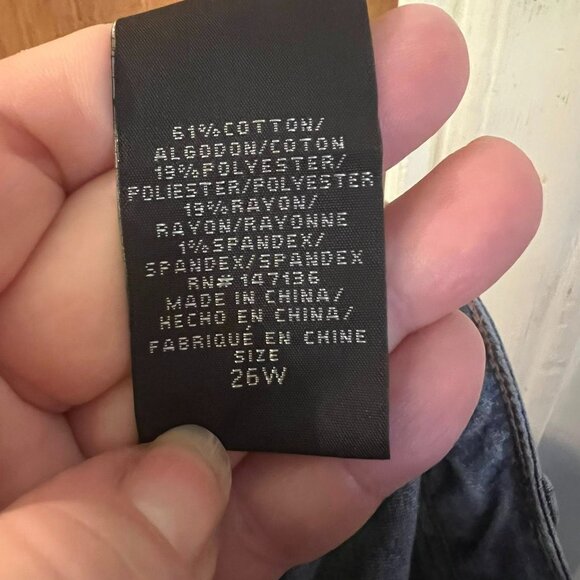 61%COTTON/
ALGODON/COTON
19%POLYESTER/
POLIESTER/POLYESTER
19%RAYON/
RAYON/RAYONNE
1%SPANDEX/
SPANDEX/SPANDEX
RN# 147136
MADE IN CHINA/
HECHO EN CHINA/
FABRIQUÉ EN CHINE
SIZE
26W